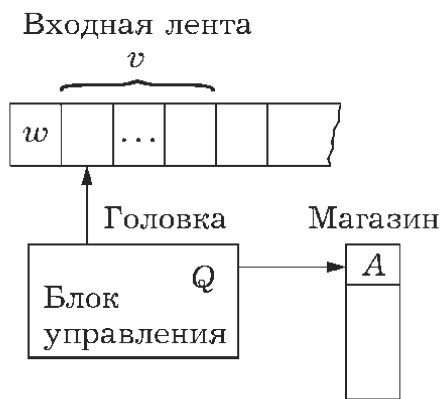 Входная лента
v
w
...
Головка
Магазин
Q
A
Блок
управления